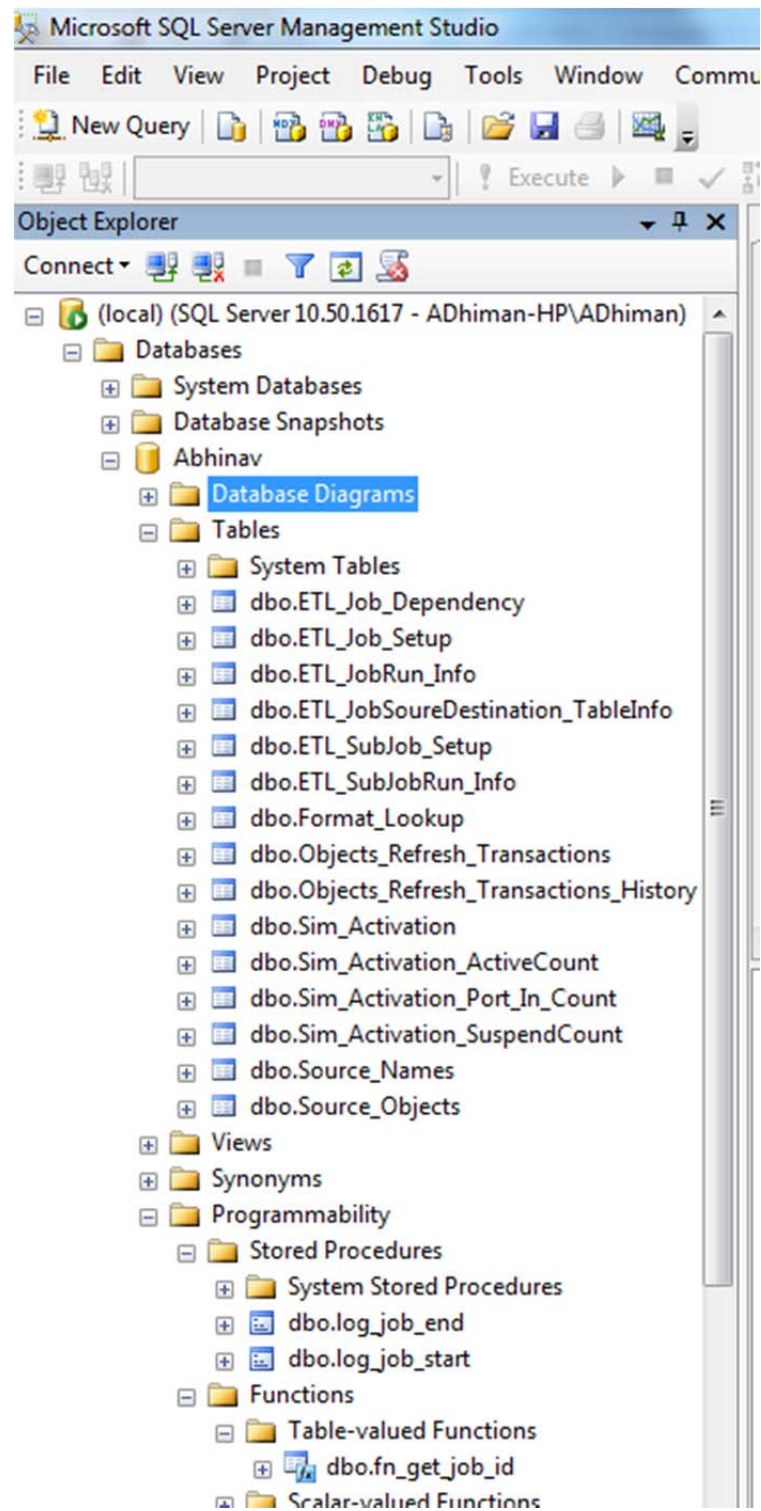 Microsoft SQL Server Management Studio
File Edit View Project Debug Tools Window Commu
New Query MDX DMX XMLA
Execute
Object Explorer
Connect
(local) (SQL Server 10.50.1617 - ADhiman-HP\ADhiman)
Databases
System Databases
Database Snapshots
Abhinav
Database Diagrams
Tables
System Tables
dbo.ETL_Job_Dependency
dbo.ETL_Job_Setup
dbo.ETL_JobRun_Info
dbo.ETL_JobSoureDestination_TableInfo
dbo.ETL_SubJob_Setup
dbo.ETL_SubJobRun_Info
dbo.Format_Lookup
dbo.Objects_Refresh_Transactions
dbo.Objects_Refresh_Transactions_History
dbo.Sim_Activation
dbo.Sim_Activation_ActiveCount
dbo.Sim_Activation_Port_In_Count
dbo.Sim_Activation_SuspendCount
dbo.Source_Names
dbo.Source_Objects
Views
Synonyms
Programmability
Stored Procedures
System Stored Procedures
dbo.log_job_end
dbo.log_job_start
Functions
Table-valued Functions
dbo.fn_get_job_id
Scalar-valued Functions